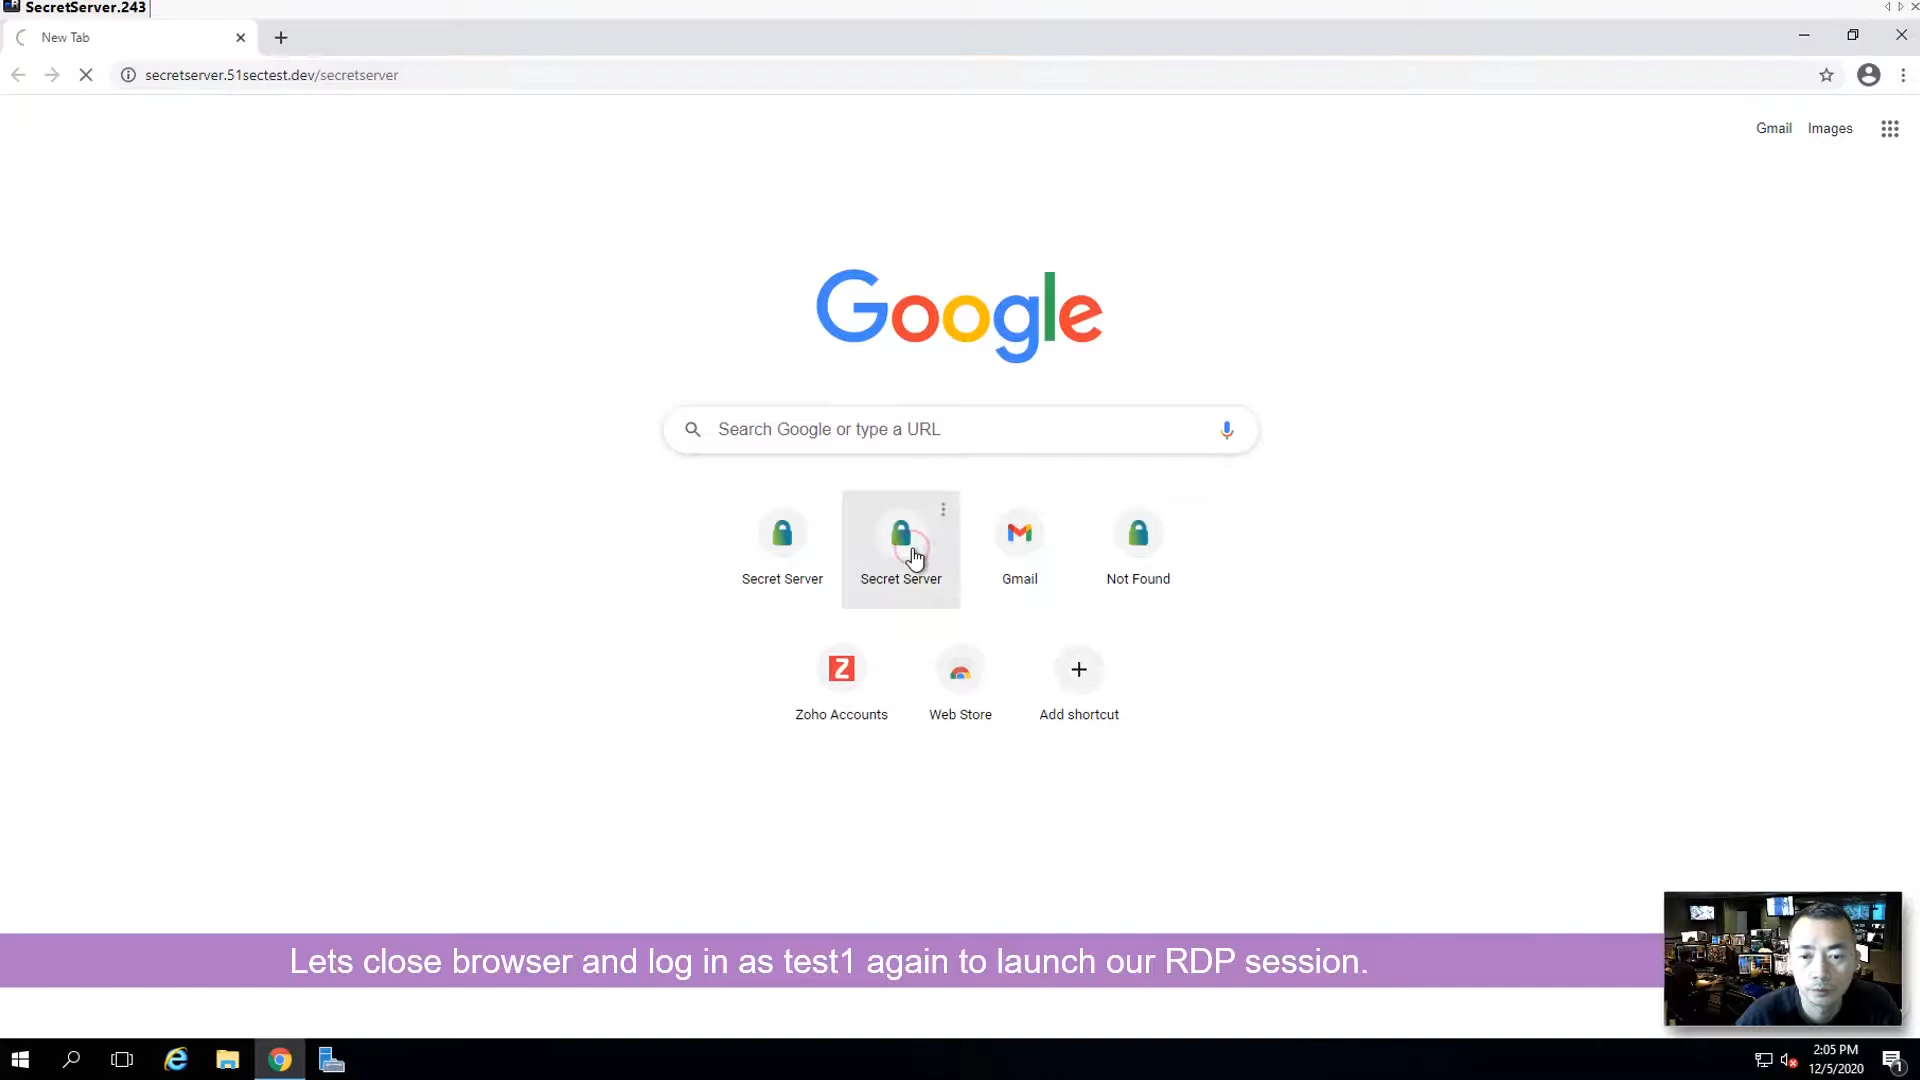 SecretServer.243
New Tab
secretserver.51sectest.dev/secretserver
Gmail Images
Google
Search Google or type a URL
Secret Server
Secret Server
Gmail
Not Found
Zoho Accounts
Web Store
Add shortcut
Lets close browser and log in as test1 again to launch our RDP session.
2:05 PM
12/5/2020
1